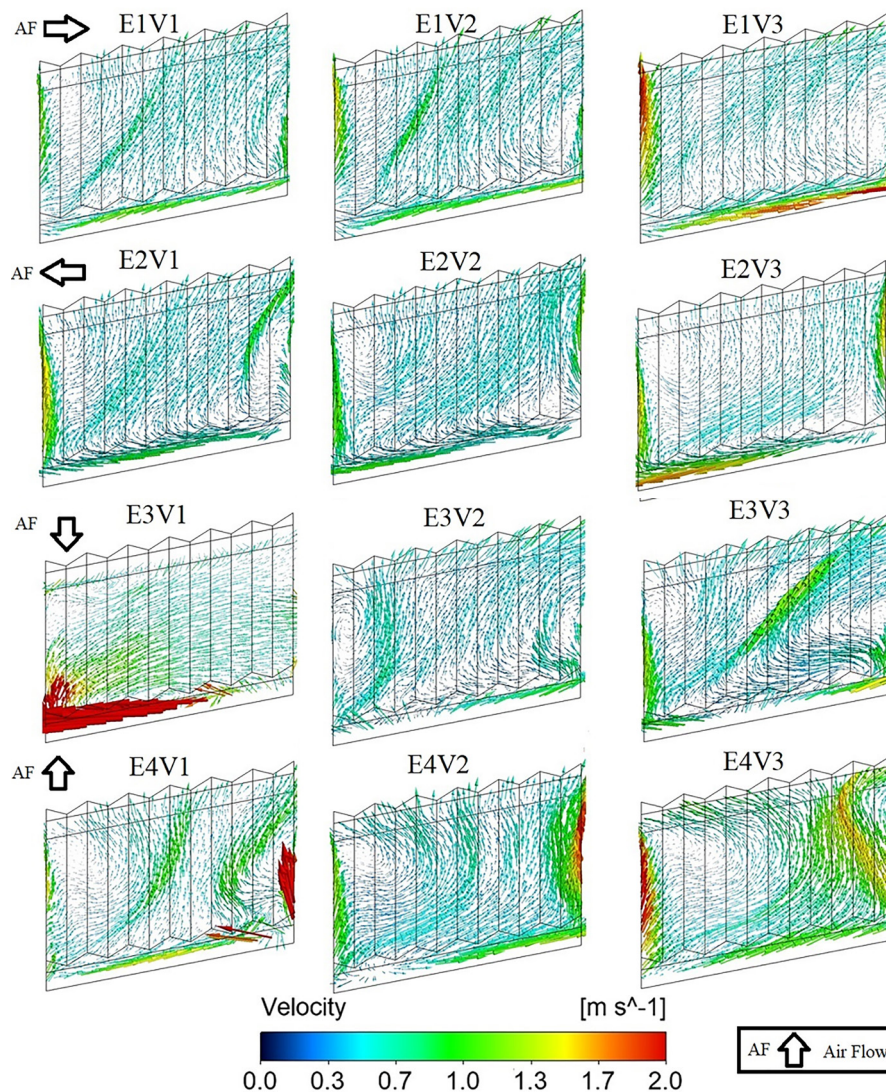 AF E1V1 E1V2 E1V3
AF E2V1 E2V2 E2V3
AF E3V1 E3V2 E3V3
AF E4V1 E4V2 E4V3
Velocity [m s^-1]
0.0 0.3 0.7 1.0 1.3 1.7 2.0
AF Air Flow